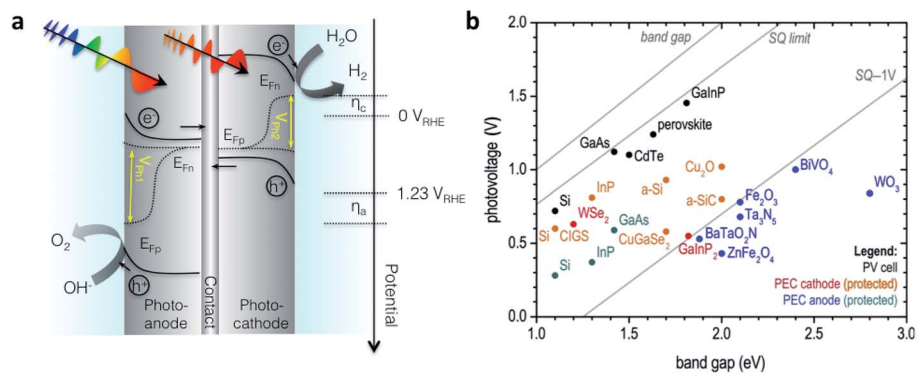 a
e⁻
H₂O
H₂
E_Fn
η_c
0 V_RHE
V_Ph2
e⁻
E_Fp
V_Ph1
E_Fn
h⁺
1.23 V_RHE
η_a
O₂
E_Fp
OH⁻
h⁺
Photo-
anode
Contact
Photo-
cathode
Potential
b
2.0
1.5
1.0
0.5
0.0
photovoltage (V)
band gap
SQ limit
SQ–1V
GaInP
perovskite
GaAs
CdTe
Cu₂O
BiVO₄
a-Si
InP
WO₃
a-SiC
Fe₂O₃
Si
WSe₂
GaAs
Ta₃N₅
Si
CIGS
CuGaSe₂
BaTaO₂N
GaInP₂
ZnFe₂O₄
InP
Si
Legend:
PV cell
PEC cathode (protected)
PEC anode (protected)
1.0 1.5 2.0 2.5 3.0
band gap (eV)